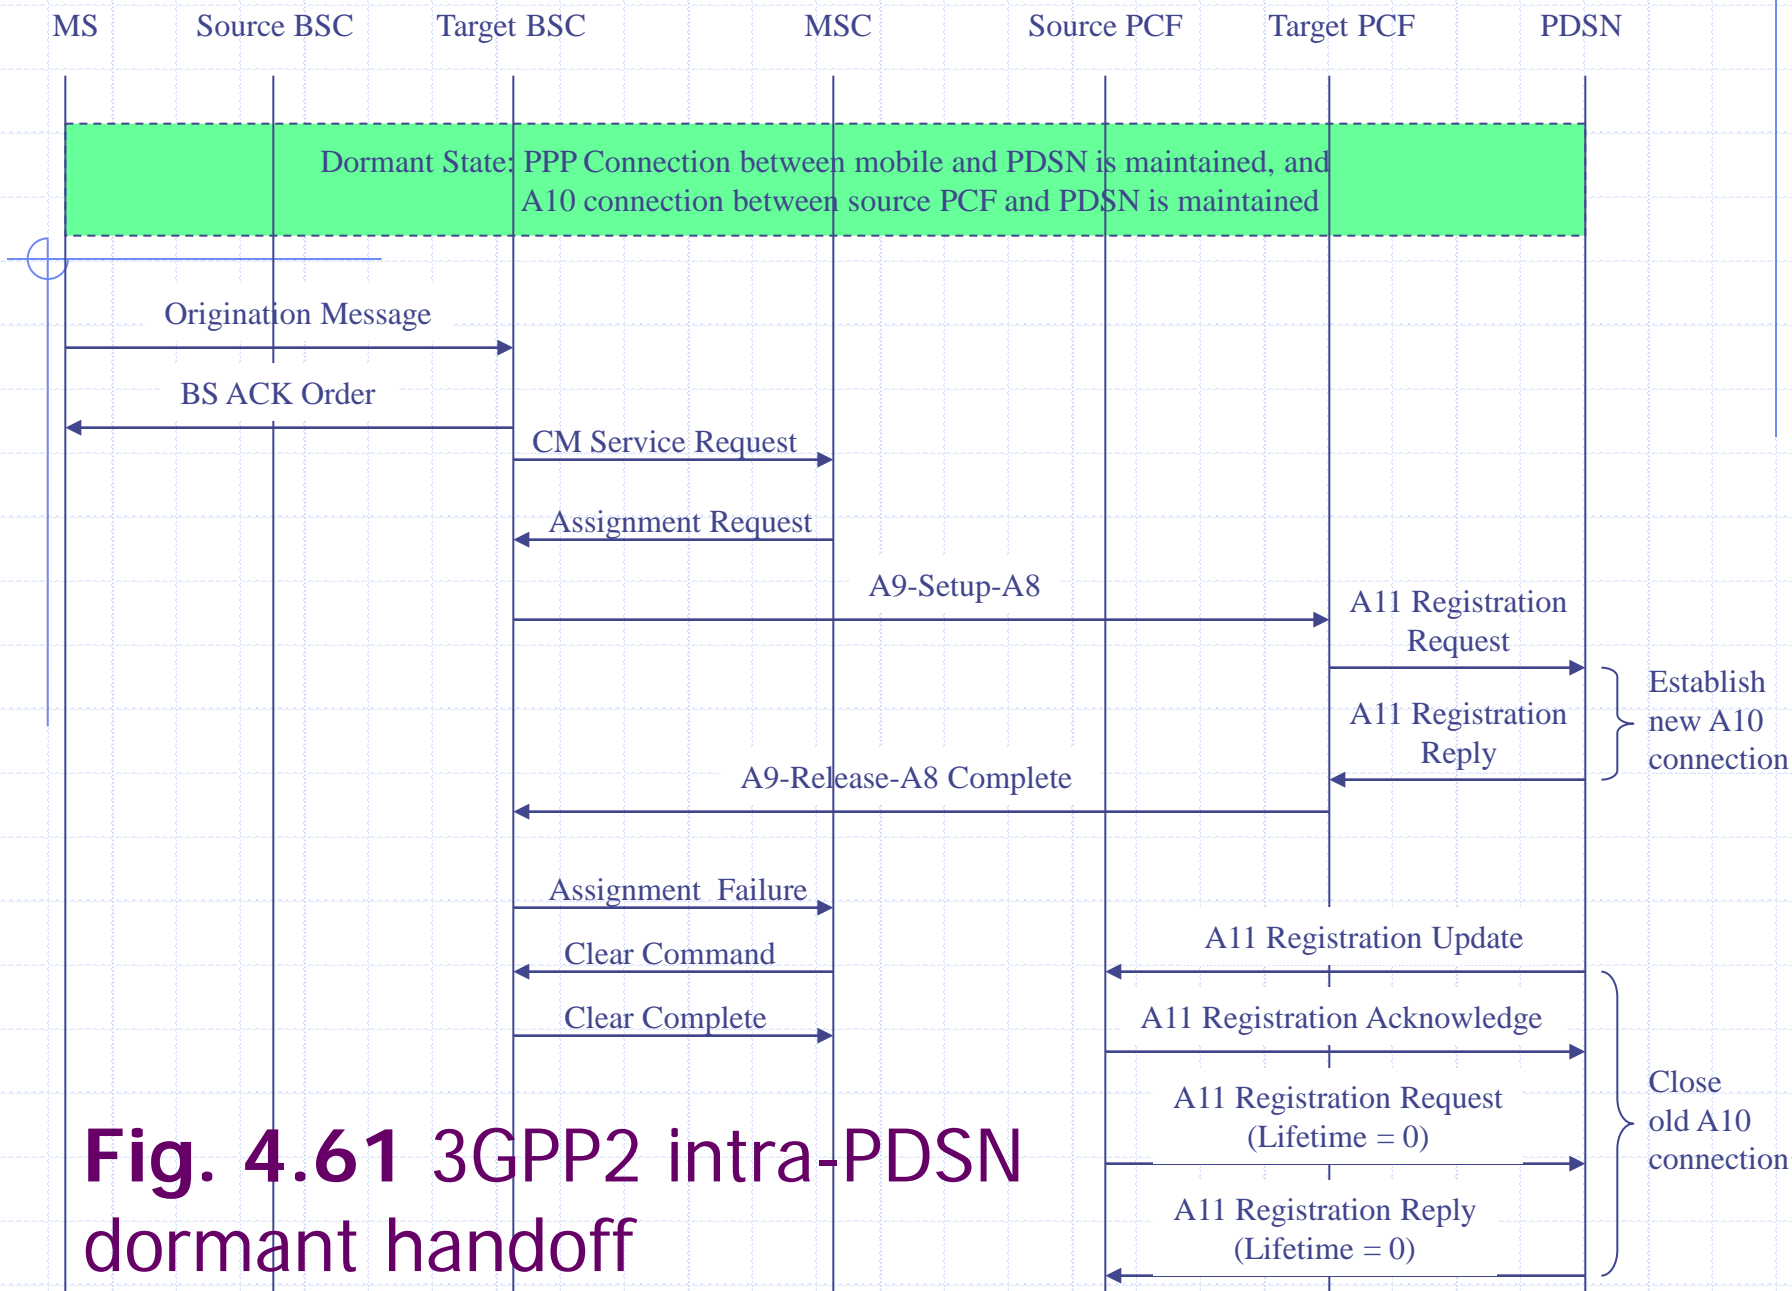 MS Source BSC Target BSC MSC Source PCF Target PCF PDSN
Dormant State: PPP Connection between mobile and PDSN is maintained, and
A10 connection between source PCF and PDSN is maintained
Origination Message
BS ACK Order
CM Service Request
Assignment Request
A9-Setup-A8
A11 Registration
Request
A11 Registration
Reply
Establish
new A10
connection
A9-Release-A8 Complete
Assignment Failure
Clear Command
Clear Complete
A11 Registration Update
A11 Registration Acknowledge
A11 Registration Request
(Lifetime = 0)
A11 Registration Reply
(Lifetime = 0)
Close
old A10
connection
Fig. 4.61 3GPP2 intra-PDSN
dormant handoff